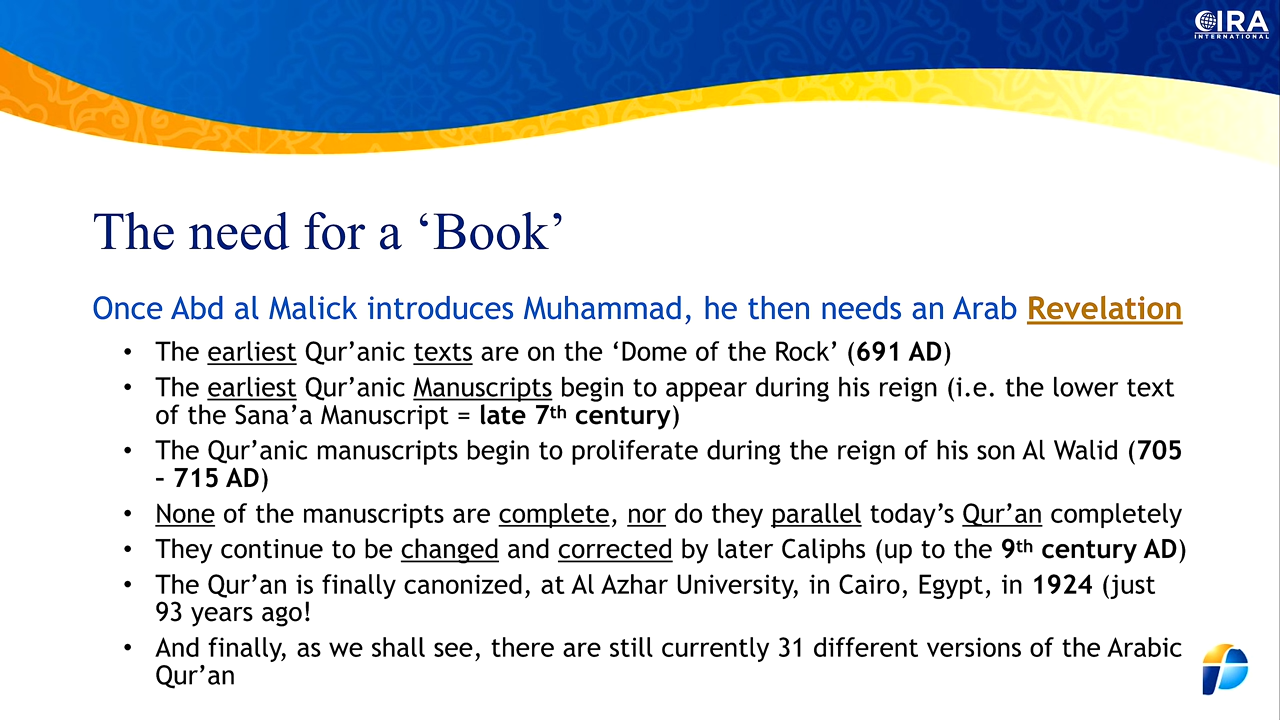 CIRA
INTERNATIONAL
The need for a ‘Book’
Once Abd al Malick introduces Muhammad, he then needs an Arab Revelation
• The earliest Qur’anic texts are on the ‘Dome of the Rock’ (691 AD)
• The earliest Qur’anic Manuscripts begin to appear during his reign (i.e. the lower text
of the Sana’a Manuscript = late 7th century)
• The Qur’anic manuscripts begin to proliferate during the reign of his son Al Walid (705
– 715 AD)
• None of the manuscripts are complete, nor do they parallel today’s Qur’an completely
• They continue to be changed and corrected by later Caliphs (up to the 9th century AD)
• The Qur’an is finally canonized, at Al Azhar University, in Cairo, Egypt, in 1924 (just
93 years ago!
• And finally, as we shall see, there are still currently 31 different versions of the Arabic
Qur’an